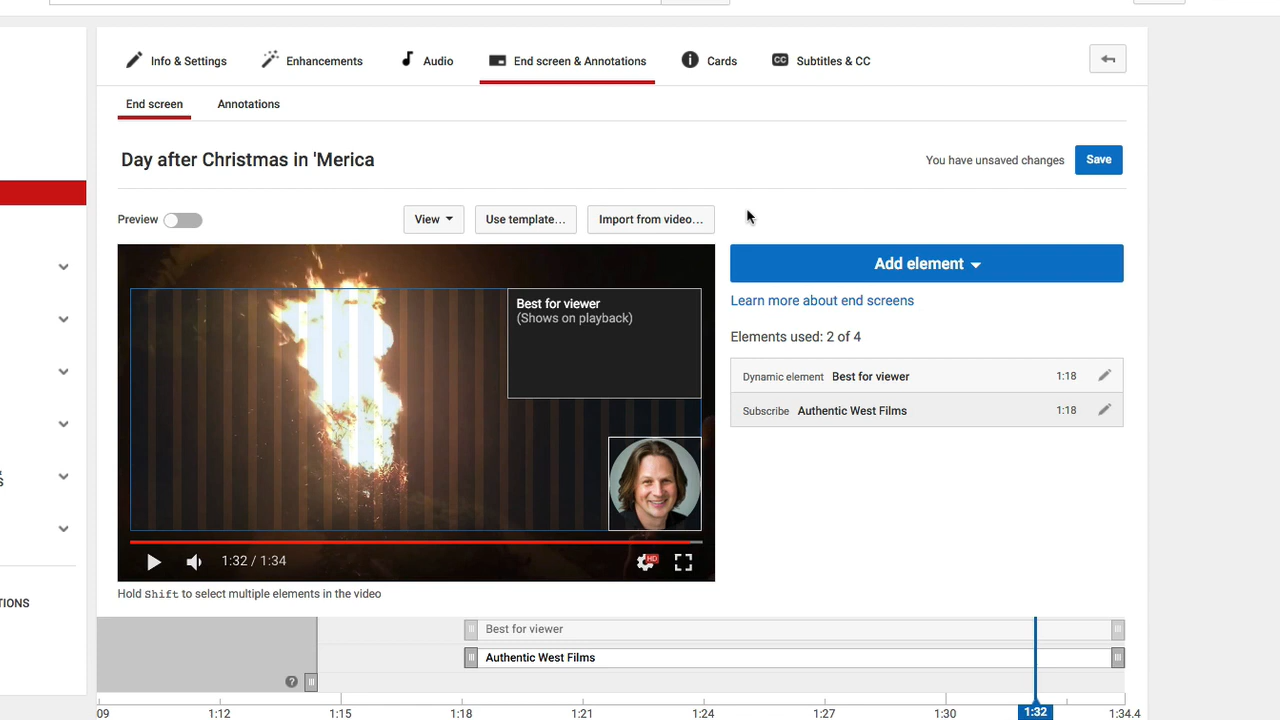 Info & Settings
Enhancements
Audio
End screen & Annotations
i
Cards
CC
Subtitles & CC
End screen
Annotations
Day after Christmas in 'Merica
You have unsaved changes
Save
Preview
View
Use template...
Import from video...
Add element
Best for viewer
(Shows on playback)
Learn more about end screens
Elements used: 2 of 4
Dynamic element Best for viewer 1:18
Subscribe Authentic West Films 1:18
1:32 / 1:34
HD
Hold Shift to select multiple elements in the video
TIONS
Best for viewer
Authentic West Films
?
09 1:12 1:15 1:18 1:21 1:24 1:27 1:30 1:32 1:34.4